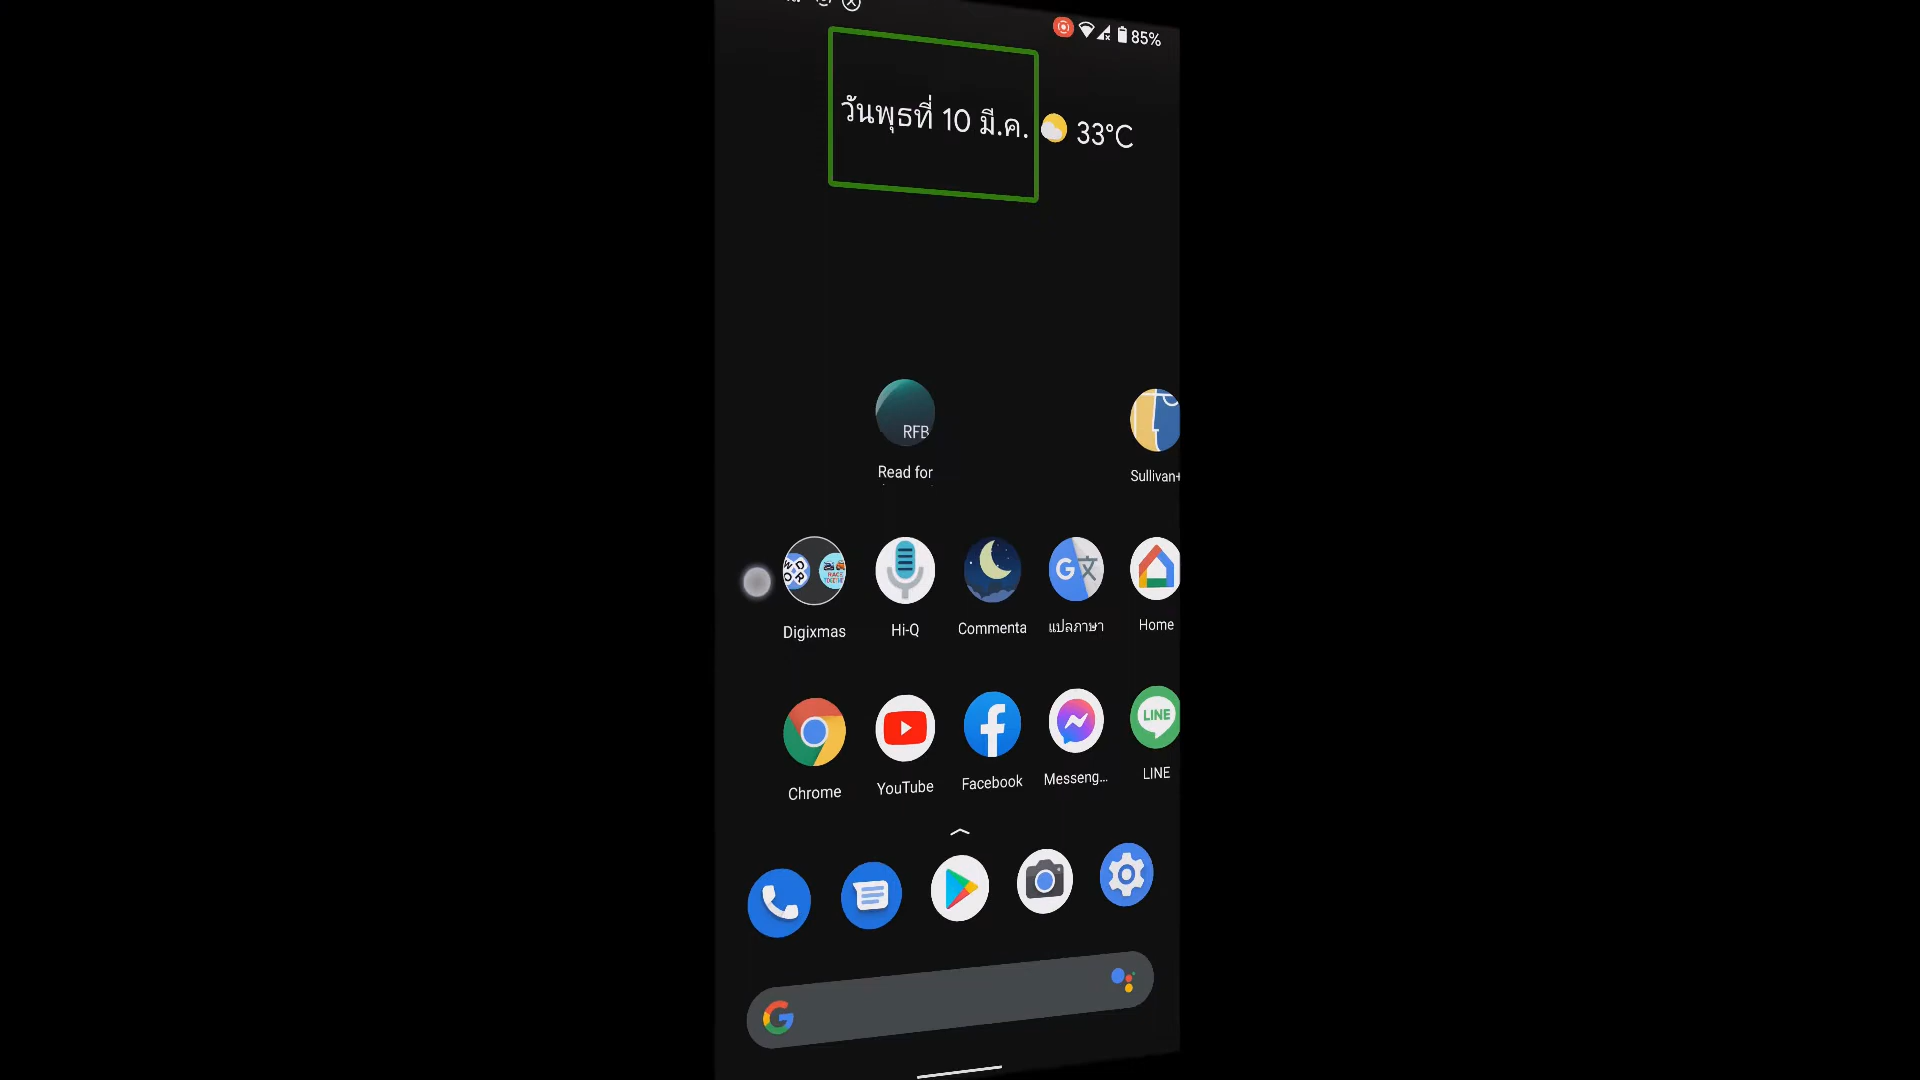 85%
วันพุธที่ 10 มี.ค. 33°C
RFB
Read for
Sullivan+
Digixmas Hi-Q Commenta แปลภาษา Home
LINE
Chrome YouTube Facebook Messeng... LINE